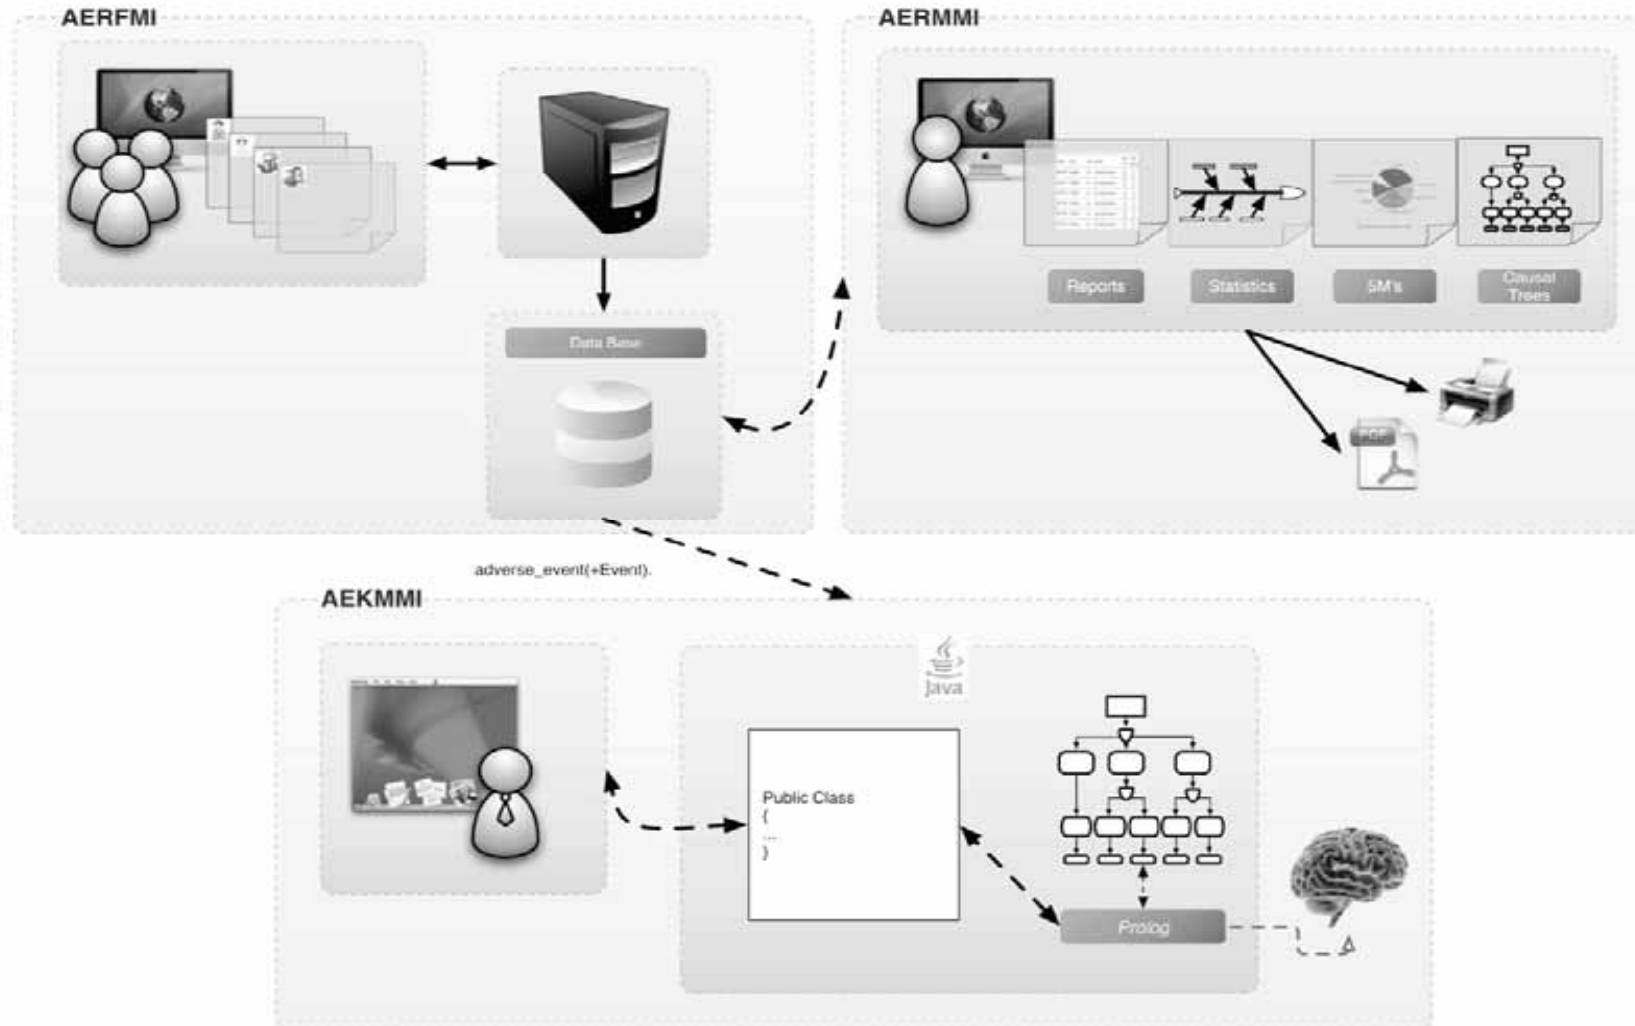 AERFMI
AERMMI
Reports
Statistics
5M's
Causal
Trees
Data Base
PDF
adverse_event(+Event).
AEKMMI
Java
Public Class
{
...
}
Prolog